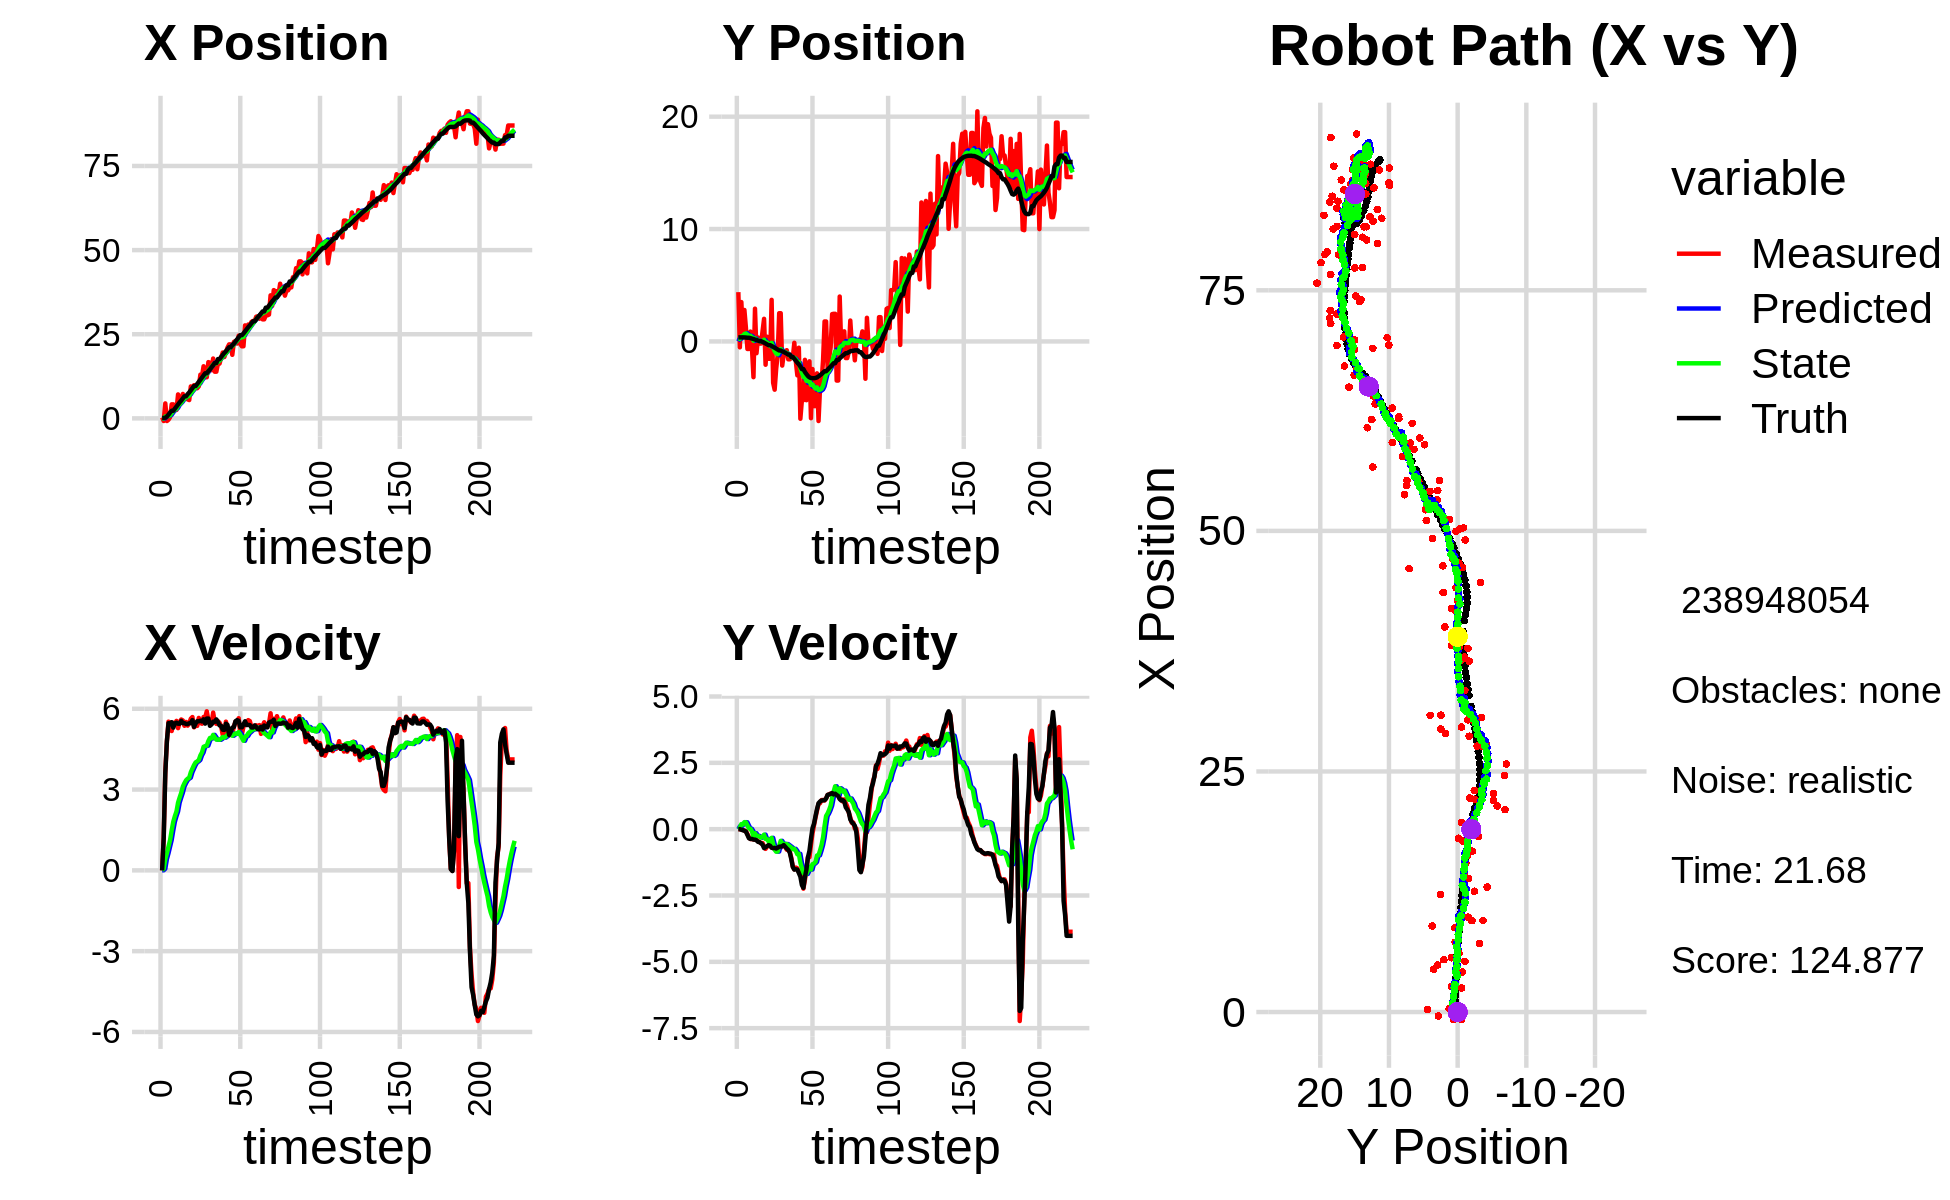 X Position
75
50
25
0
0
50
100
150
200
timestep
Y Position
20
10
0
0
50
100
150
200
timestep
X Velocity
6
3
0
-3
-6
0
50
100
150
200
timestep
Y Velocity
5.0
2.5
0.0
-2.5
-5.0
-7.5
0
50
100
150
200
timestep
Robot Path (X vs Y)
X Position
75
50
25
0
20 10 0 -10 -20
Y Position
variable
Measured
Predicted
State
Truth
238948054
Obstacles: none
Noise: realistic
Time: 21.68
Score: 124.877